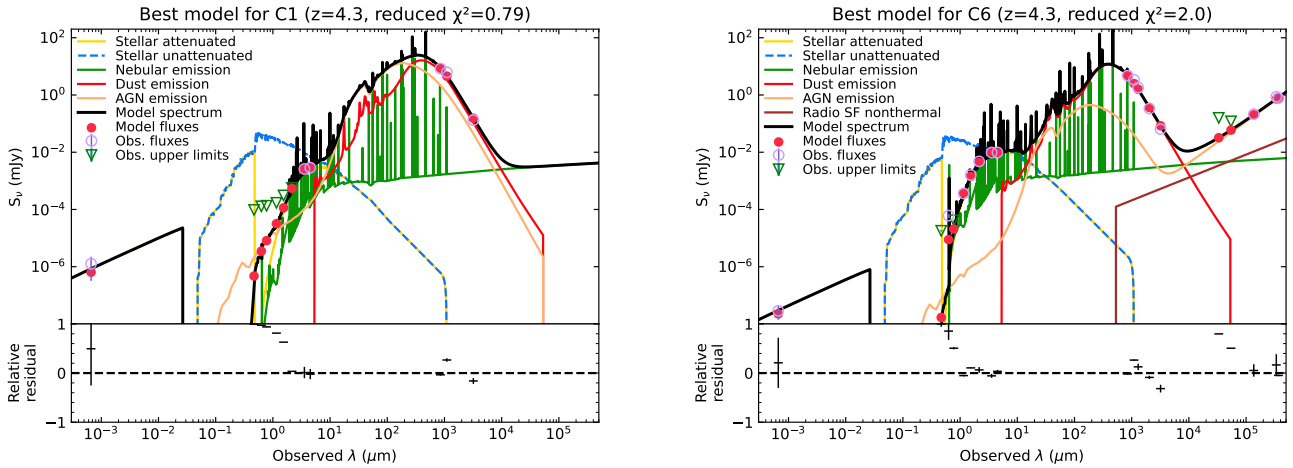 Best model for C1 (z=4.3, reduced χ²=0.79)
10² 10⁰ 10⁻² 10⁻⁴ 10⁻⁶
Sν (mJy)
Stellar attenuated
Stellar unattenuated
Nebular emission
Dust emission
AGN emission
Model spectrum
Model fluxes
Obs. fluxes
Obs. upper limits
1 0 −1
Relative
residual
10⁻³ 10⁻² 10⁻¹ 10⁰ 10¹ 10² 10³ 10⁴ 10⁵
Observed λ (μm)
Best model for C6 (z=4.3, reduced χ²=2.0)
10² 10⁰ 10⁻² 10⁻⁴ 10⁻⁶
Sν (mJy)
Stellar attenuated
Stellar unattenuated
Nebular emission
Dust emission
AGN emission
Radio SF nonthermal
Model spectrum
Model fluxes
Obs. fluxes
Obs. upper limits
1 0 −1
Relative
residual
10⁻³ 10⁻² 10⁻¹ 10⁰ 10¹ 10² 10³ 10⁴ 10⁵
Observed λ (μm)